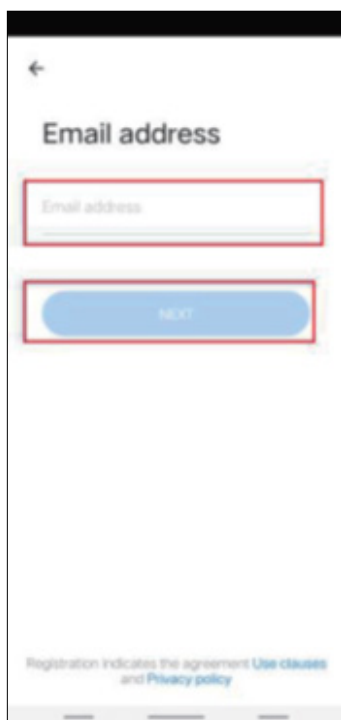 Email address
Email address
NEXT
Registration indicates the agreement Use clauses
and Privacy policy